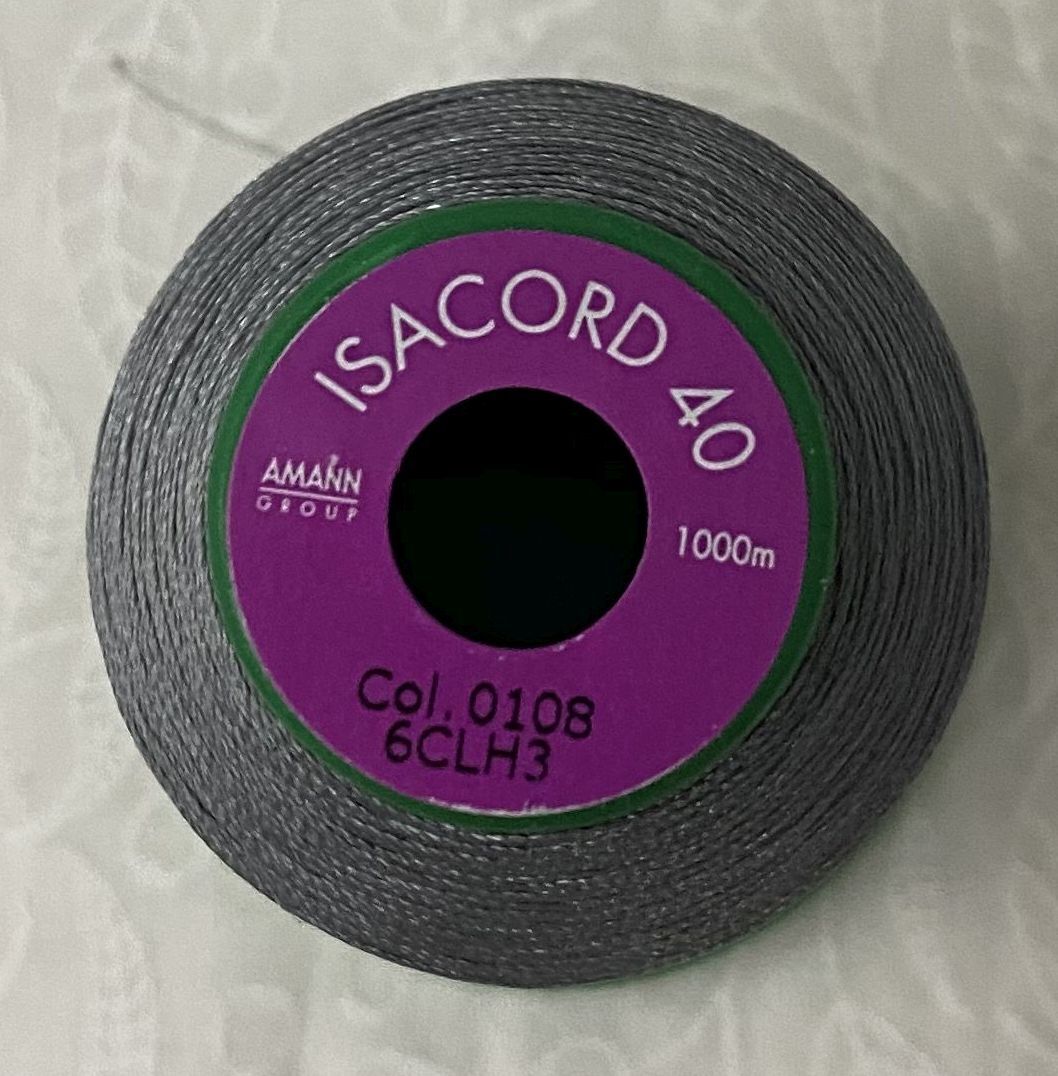 ISACORD 40
AMANN
GROUP
1000m
Col. 0108
6CLH3